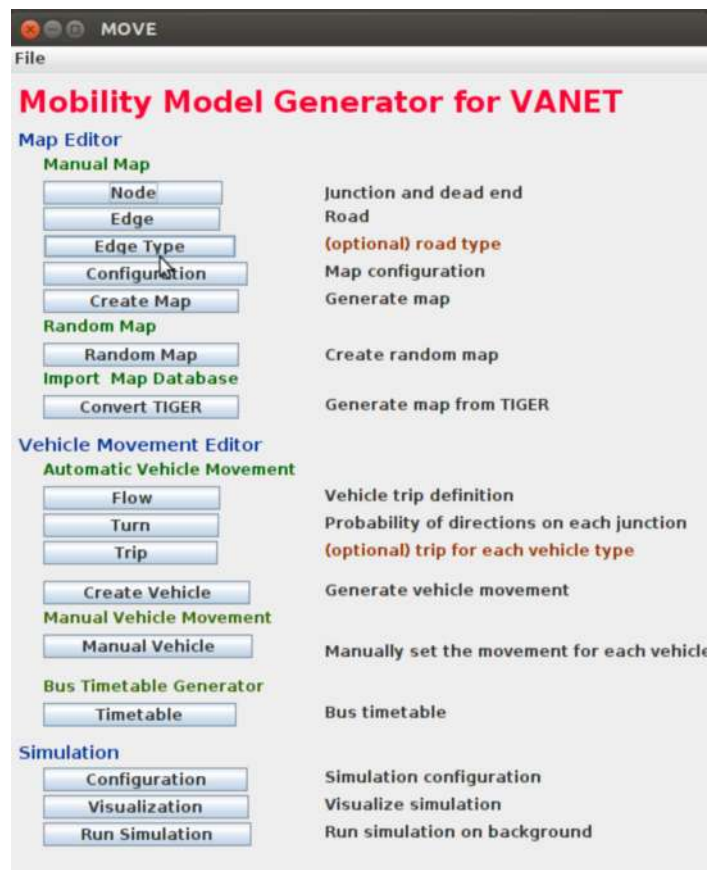 MOVE
File
Mobility Model Generator for VANET
Map Editor
Manual Map
Node Junction and dead end
Edge Road
Edge Type (optional) road type
Configuration Map configuration
Create Map Generate map
Random Map
Random Map Create random map
Import Map Database
Convert TIGER Generate map from TIGER
Vehicle Movement Editor
Automatic Vehicle Movement
Flow Vehicle trip definition
Turn Probability of directions on each junction
Trip (optional) trip for each vehicle type
Create Vehicle Generate vehicle movement
Manual Vehicle Movement
Manual Vehicle Manually set the movement for each vehicle
Bus Timetable Generator
Timetable Bus timetable
Simulation
Configuration Simulation configuration
Visualization Visualize simulation
Run Simulation Run simulation on background